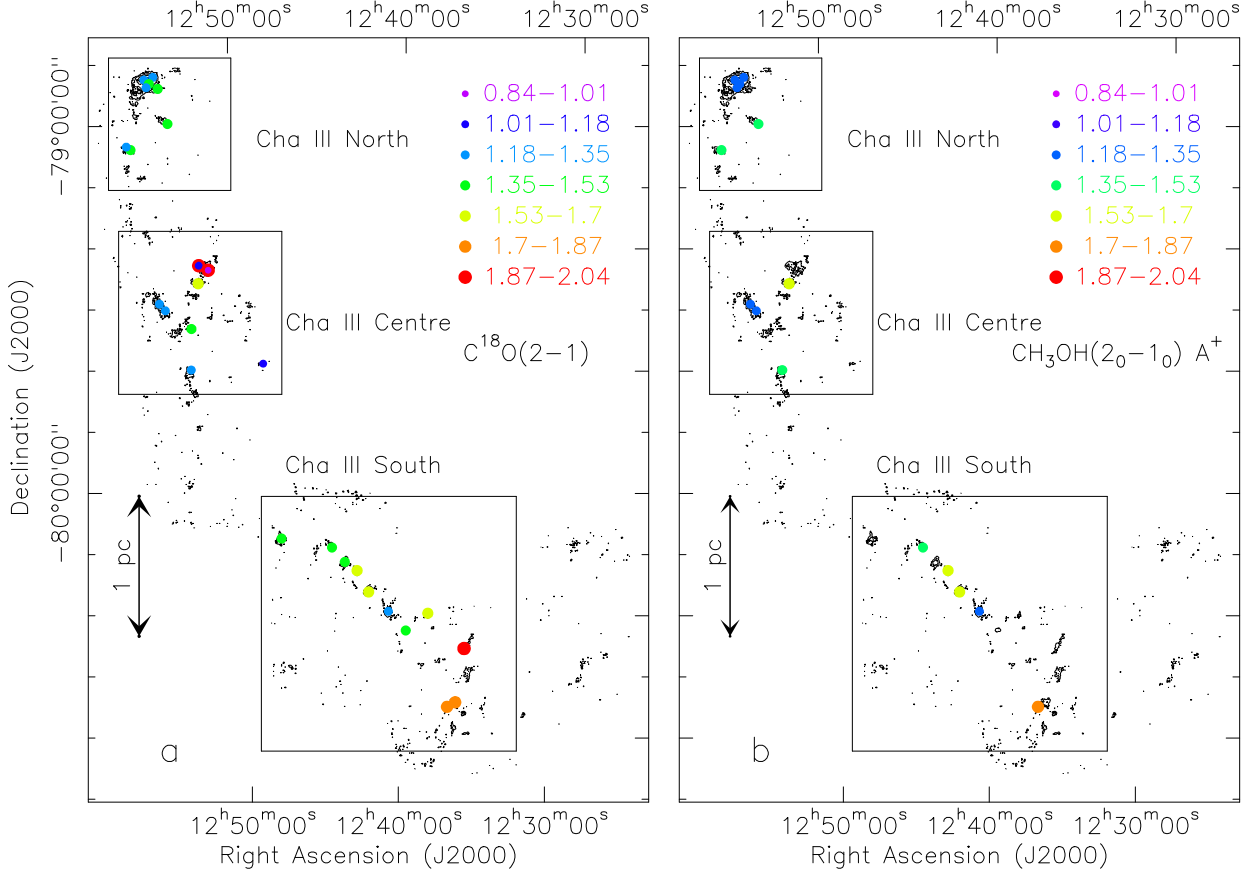 12ʰ50ᵐ00ˢ 12ʰ40ᵐ00ˢ 12ʰ30ᵐ00ˢ 12ʰ50ᵐ00ˢ 12ʰ40ᵐ00ˢ 12ʰ30ᵐ00ˢ
Declination (J2000)
−79°00'00"
−80°00'00"
0.84−1.01
1.01−1.18
1.18−1.35
1.35−1.53
1.53−1.7
1.7−1.87
1.87−2.04
Cha III North
Cha III Centre
C¹⁸O(2−1)
Cha III South
1 pc
a
12ʰ50ᵐ00ˢ 12ʰ40ᵐ00ˢ 12ʰ30ᵐ00ˢ
Right Ascension (J2000)
0.84−1.01
1.01−1.18
1.18−1.35
1.35−1.53
1.53−1.7
1.7−1.87
1.87−2.04
Cha III North
Cha III Centre
CH₃OH(2₀−1₀) A⁺
Cha III South
1 pc
b
12ʰ50ᵐ00ˢ 12ʰ40ᵐ00ˢ 12ʰ30ᵐ00ˢ
Right Ascension (J2000)